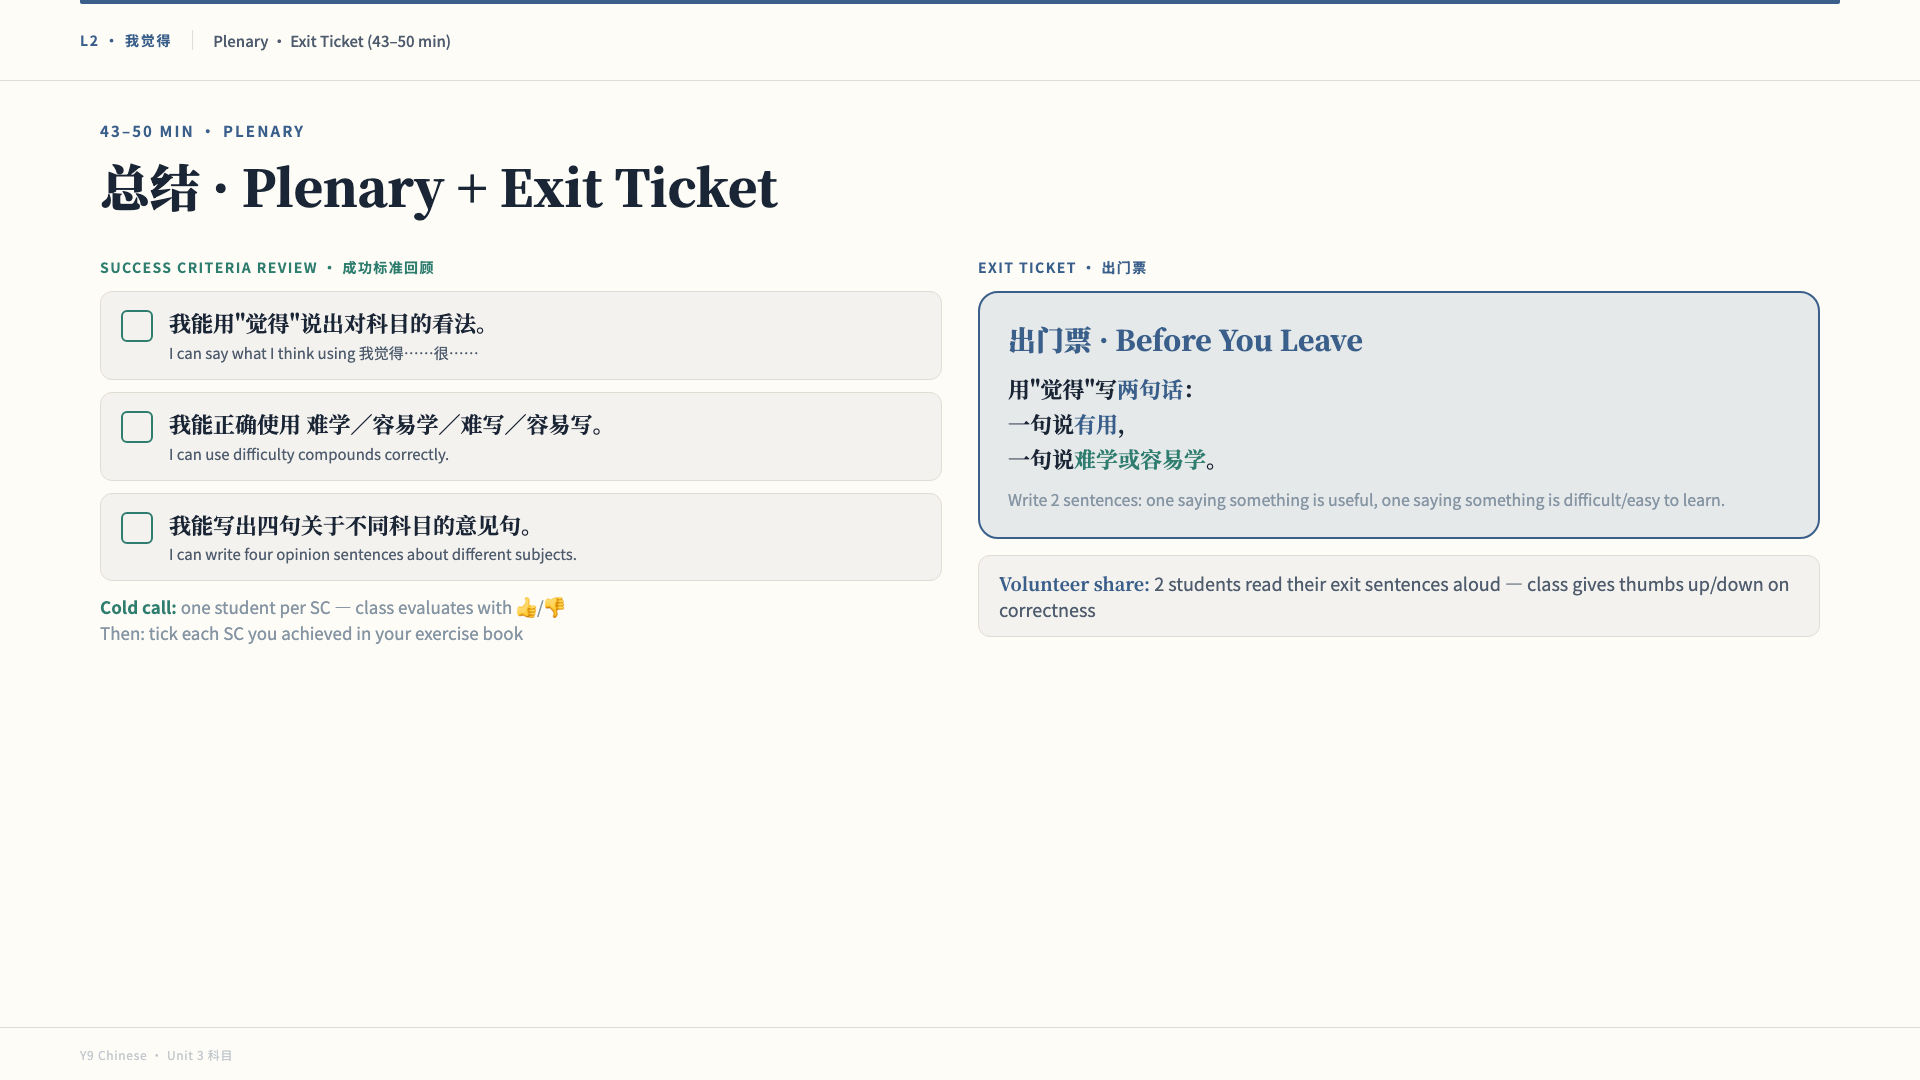 L2 • 我觉得
Plenary • Exit Ticket (43–50 min)
43–50 MIN • PLENARY
总结 · Plenary + Exit Ticket
SUCCESS CRITERIA REVIEW • 成功标准回顾
我能用"觉得"说出对科目的看法。
I can say what I think using 我觉得……很……
我能正确使用 难学／容易学／难写／容易写。
I can use difficulty compounds correctly.
我能写出四句关于不同科目的意见句。
I can write four opinion sentences about different subjects.
Cold call: one student per SC — class evaluates with 👍/👎
Then: tick each SC you achieved in your exercise book
EXIT TICKET • 出门票
出门票 · Before You Leave
用"觉得"写两句话：
一句说有用，
一句说难学或容易学。
Write 2 sentences: one saying something is useful, one saying something is difficult/easy to learn.
Volunteer share: 2 students read their exit sentences aloud — class gives thumbs up/down on
correctness
Y9 Chinese • Unit 3 科目